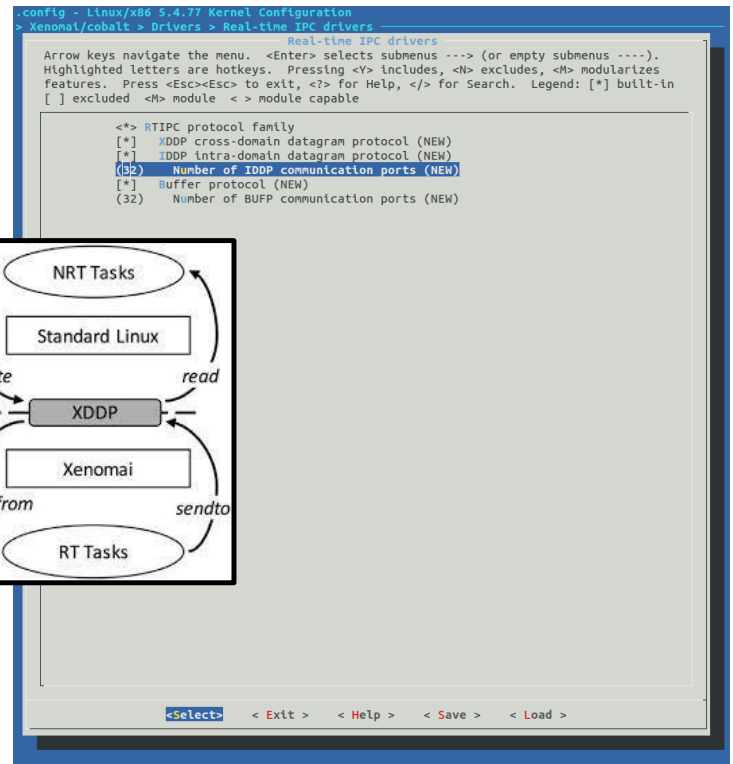 .config - Linux/x86 5.4.77 Kernel Configuration
> Xenomai/cobalt > Drivers > Real-time IPC drivers
Real-time IPC drivers
Arrow keys navigate the menu. <Enter> selects submenus ---> (or empty submenus ----).
Highlighted letters are hotkeys. Pressing <Y> includes, <N> excludes, <M> modularizes
features. Press <Esc><Esc> to exit, <?> for Help, </> for Search. Legend: [*] built-in
[ ] excluded <M> module < > module capable
<*> RTIPC protocol family
[*] XDDP cross-domain datagram protocol (NEW)
[*] IDDP intra-domain datagram protocol (NEW)
(32) Number of IDDP communication ports (NEW)
[*] Buffer protocol (NEW)
(32) Number of BUFP communication ports (NEW)
NRT Tasks
Standard Linux
te read
XDDP
Xenomai
from sendto
RT Tasks
<Select> < Exit > < Help > < Save > < Load >